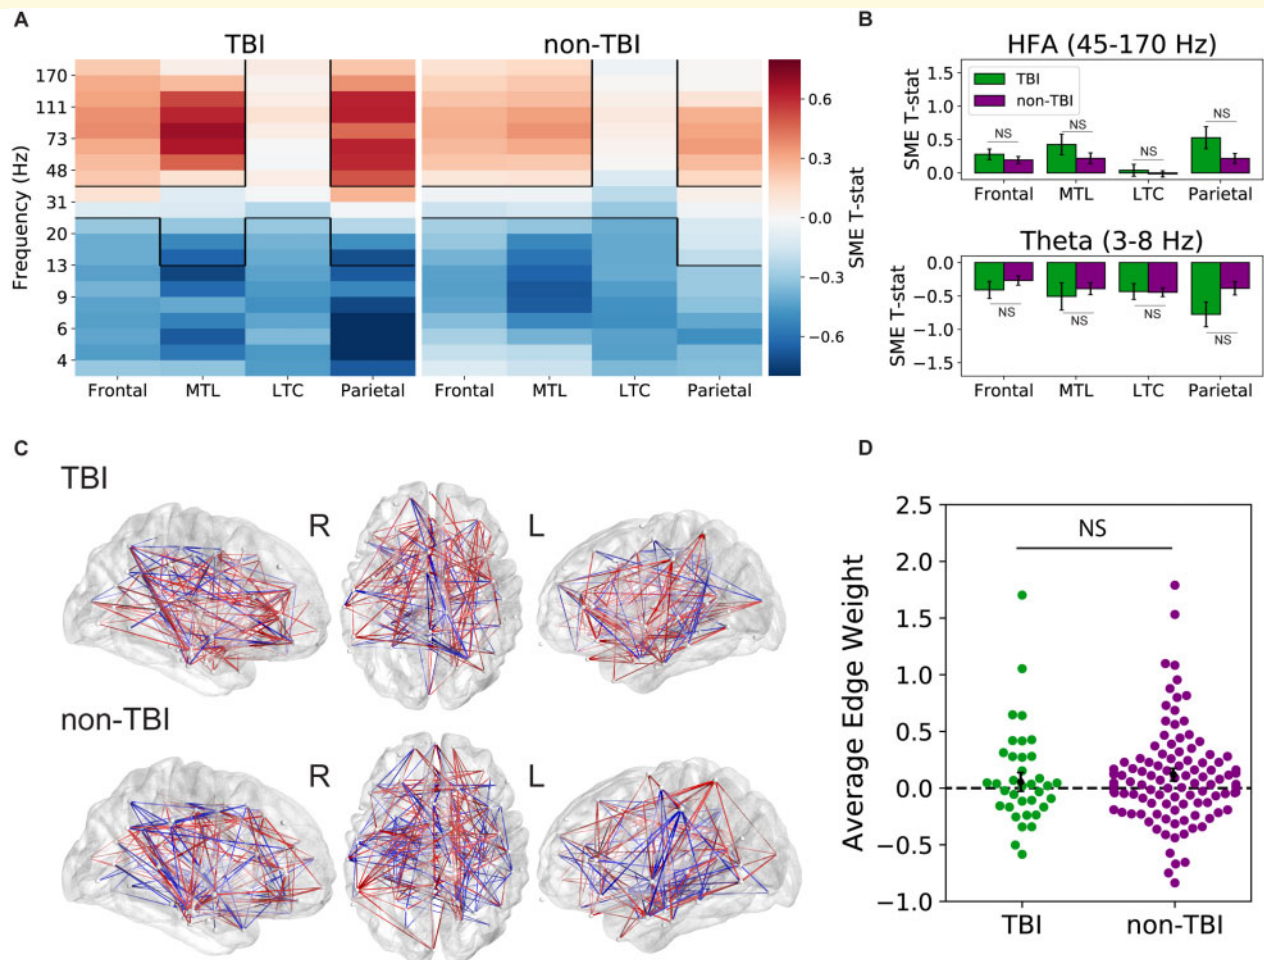 A
TBI
non-TBI
Frequency (Hz)
170
111
73
48
31
20
13
9
6
4
Frontal MTL LTC Parietal
Frontal MTL LTC Parietal
0.6
0.3
0.0
−0.3
−0.6
SME T-stat
B
HFA (45-170 Hz)
SME T-stat
1.5
1.0
0.5
0.0
TBI
non-TBI
NS NS NS NS
Frontal MTL LTC Parietal
Theta (3-8 Hz)
SME T-stat
0.0
−0.5
−1.0
−1.5
NS NS NS NS
Frontal MTL LTC Parietal
C
TBI
R L
non-TBI
R L
D
Average Edge Weight
2.5
2.0
1.5
1.0
0.5
0.0
−0.5
−1.0
NS
TBI non-TBI